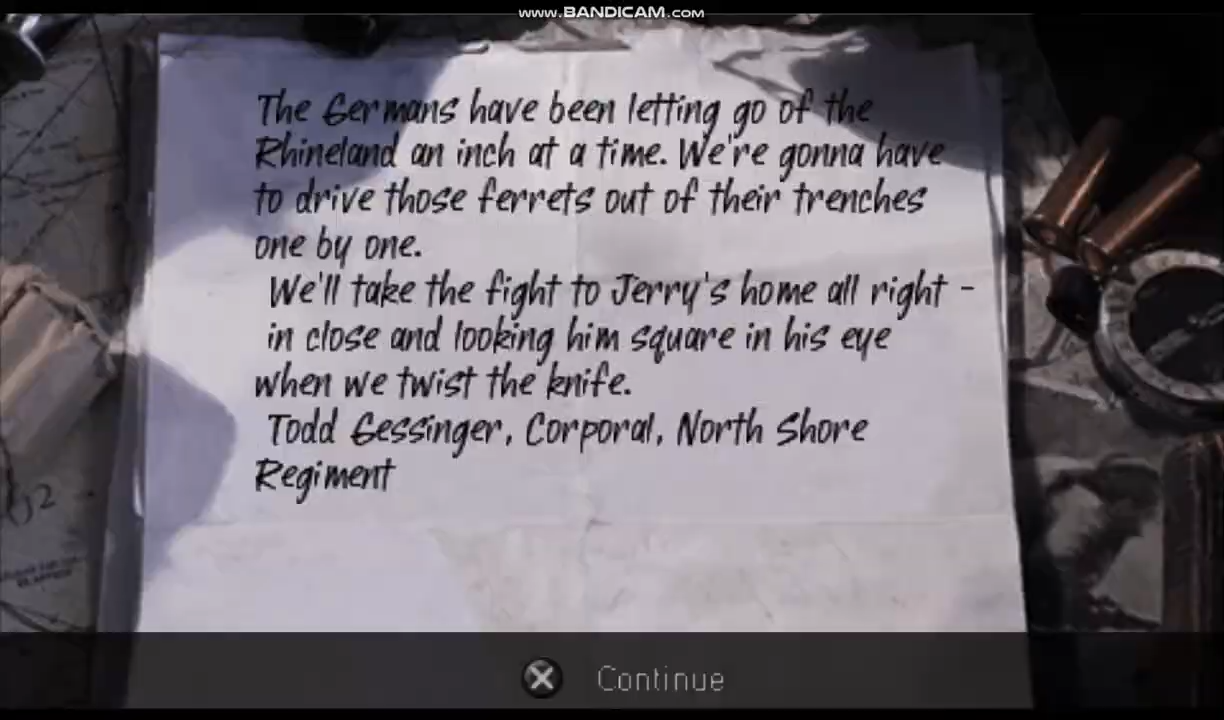 www.BANDICAM.com
The Germans have been letting go of the
Rhineland an inch at a time. We're gonna have
to drive those ferrets out of their trenches
one by one.
We'll take the fight to Jerry's home all right -
in close and looking him square in his eye
when we twist the knife.
Todd Gessinger, Corporal, North Shore
Regiment
Continue